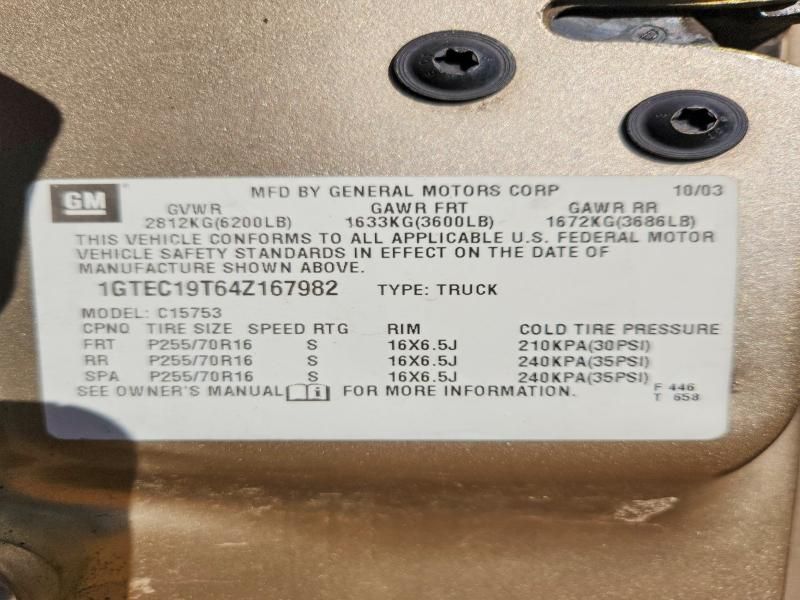 GM
MFD BY GENERAL MOTORS CORP 10/03
GVWR GAWR FRT GAWR RR
2812KG(6200LB) 1633KG(3600LB) 1672KG(3686LB)
THIS VEHICLE CONFORMS TO ALL APPLICABLE U.S. FEDERAL MOTOR
VEHICLE SAFETY STANDARDS IN EFFECT ON THE DATE OF
MANUFACTURE SHOWN ABOVE.
1GTEC19T64Z167982 TYPE: TRUCK
MODEL: C15753
CPNO TIRE SIZE SPEED RTG RIM COLD TIRE PRESSURE
FRT P255/70R16 S 16X6.5J 210KPA(30PSI)
RR P255/70R16 S 16X6.5J 240KPA(35PSI)
SPA P255/70R16 S 16X6.5J 240KPA(35PSI)
SEE OWNER'S MANUAL i FOR MORE INFORMATION. F 446
T 658